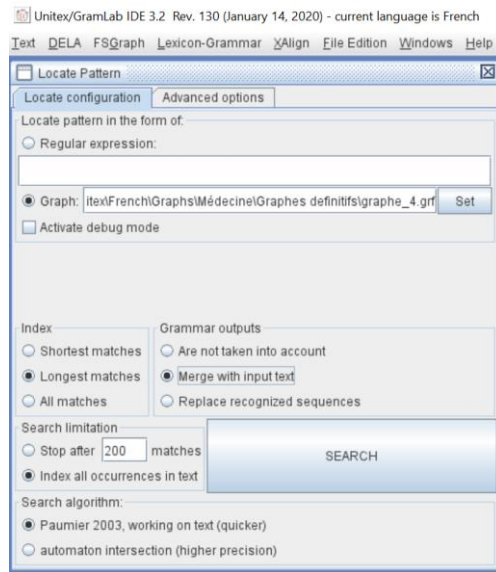 Unitex/GramLab IDE 3.2 Rev. 130 (January 14, 2020) - current language is French
Text DELA FSGraph Lexicon-Grammar XAlign File Edition Windows Help
Locate Pattern
Locate configuration Advanced options
Locate pattern in the form of:
Regular expression:
Graph: itex\French\Graphs\Médecine\Graphes definitifs\graphe_4.grf Set
Activate debug mode
Index Grammar outputs
Shortest matches Are not taken into account
Longest matches Merge with input text
All matches Replace recognized sequences
Search limitation
Stop after 200 matches SEARCH
Index all occurrences in text
Search algorithm:
Paumier 2003, working on text (quicker)
automaton intersection (higher precision)